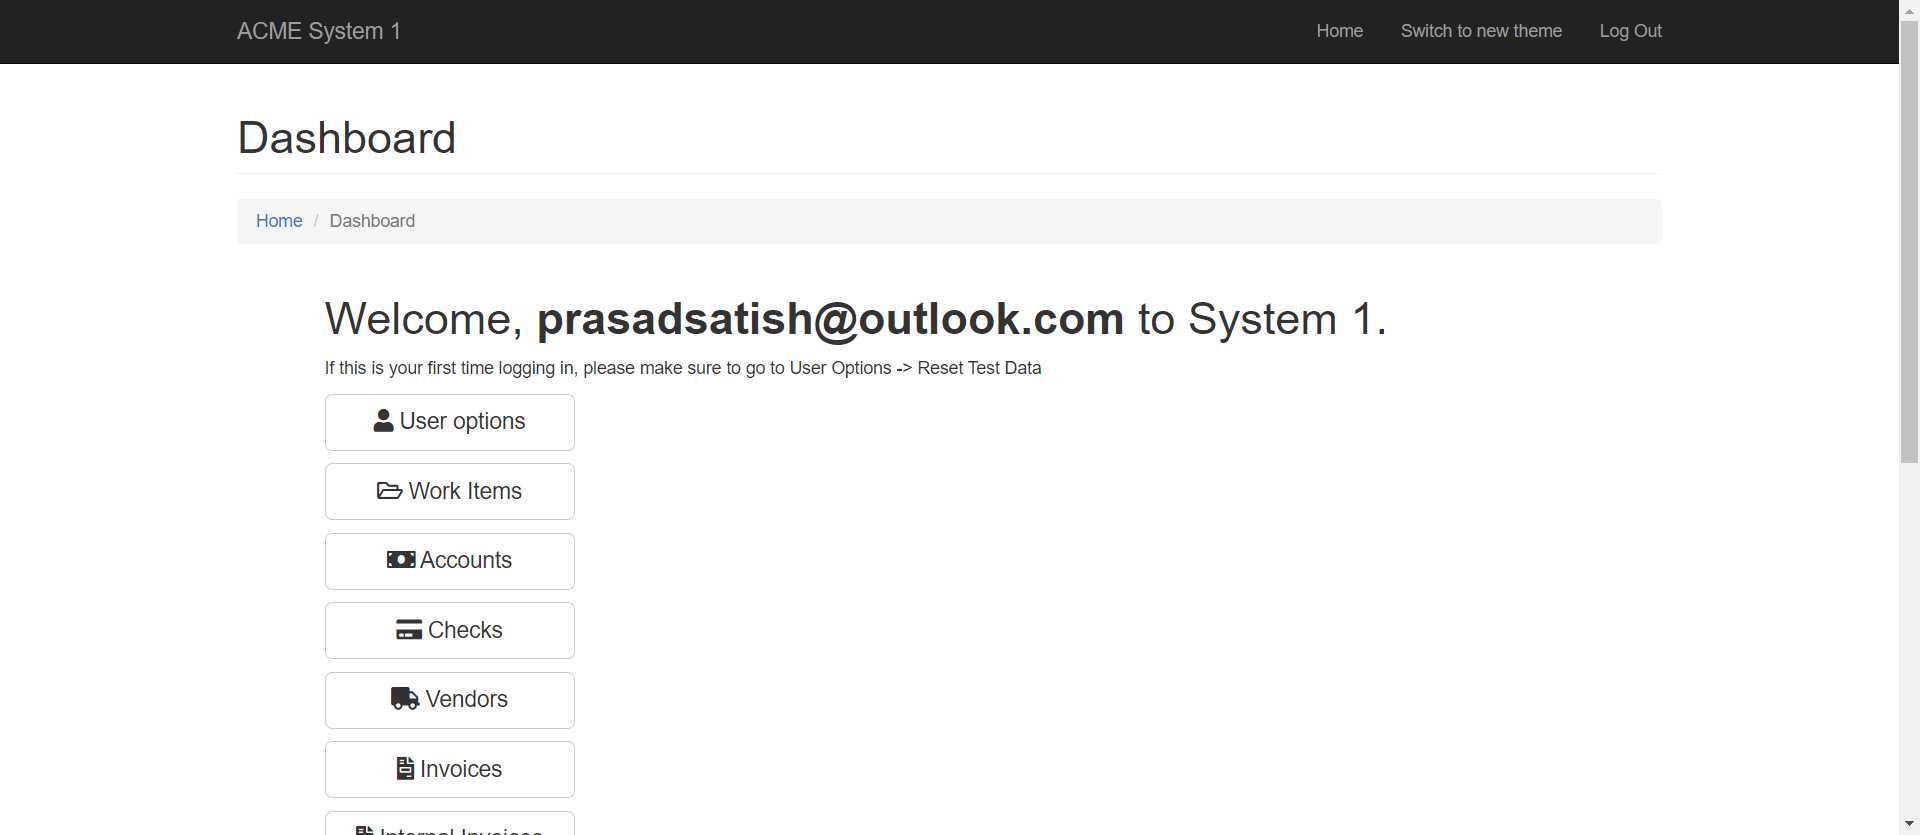 ACME System 1
Home
Switch to new theme
Log Out
Dashboard
Home / Dashboard
Welcome, prasadsatish@outlook.com to System 1.
If this is your first time logging in, please make sure to go to User Options -> Reset Test Data
User options
Work Items
Accounts
Checks
Vendors
Invoices
Internal Invoices